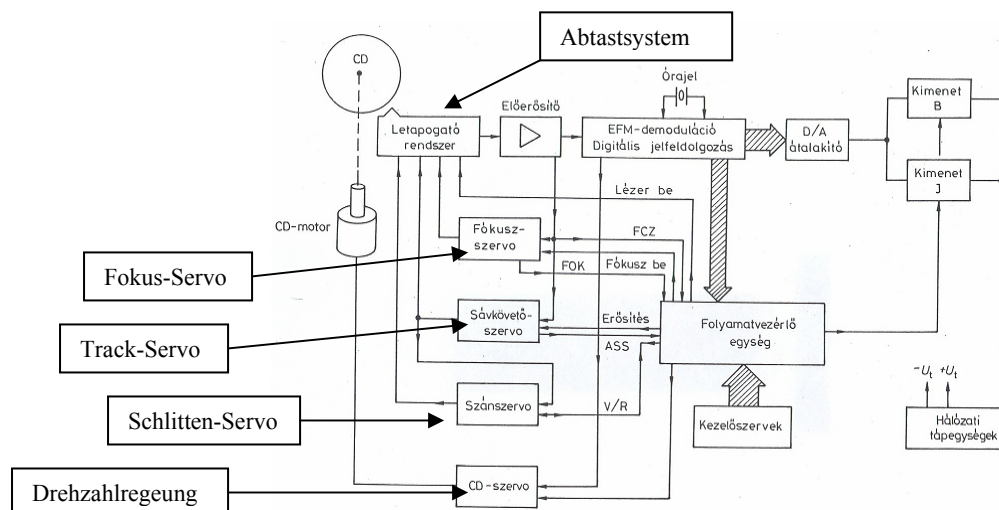 Abtastsystem
CD
Órajel
Előerősítő
Letapogató
rendszer
EFM-demoduláció
Digitális jelfeldolgozás
D/A
átalakító
Kimenet
B
Kimenet
J
Lézer be
CD-motor
Fókusz-
szervo
FCZ
FOK Fókusz be
Fokus-Servo
Sávkövető-
szervo
Erősítés
ASS
Folyamatvezérlő
egység
Track-Servo
Szánszervo
V/R
Schlitten-Servo
Kezelőszervek
-Ut +Ut
Hálózati
tápegységek
CD-szervo
Drehzahlregeung